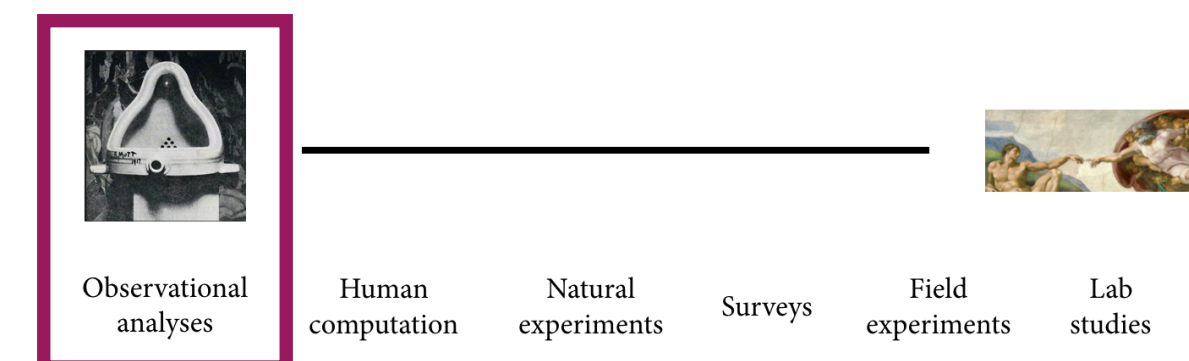 Observational
analyses
Human
computation
Natural
experiments
Surveys
Field
experiments
Lab
studies